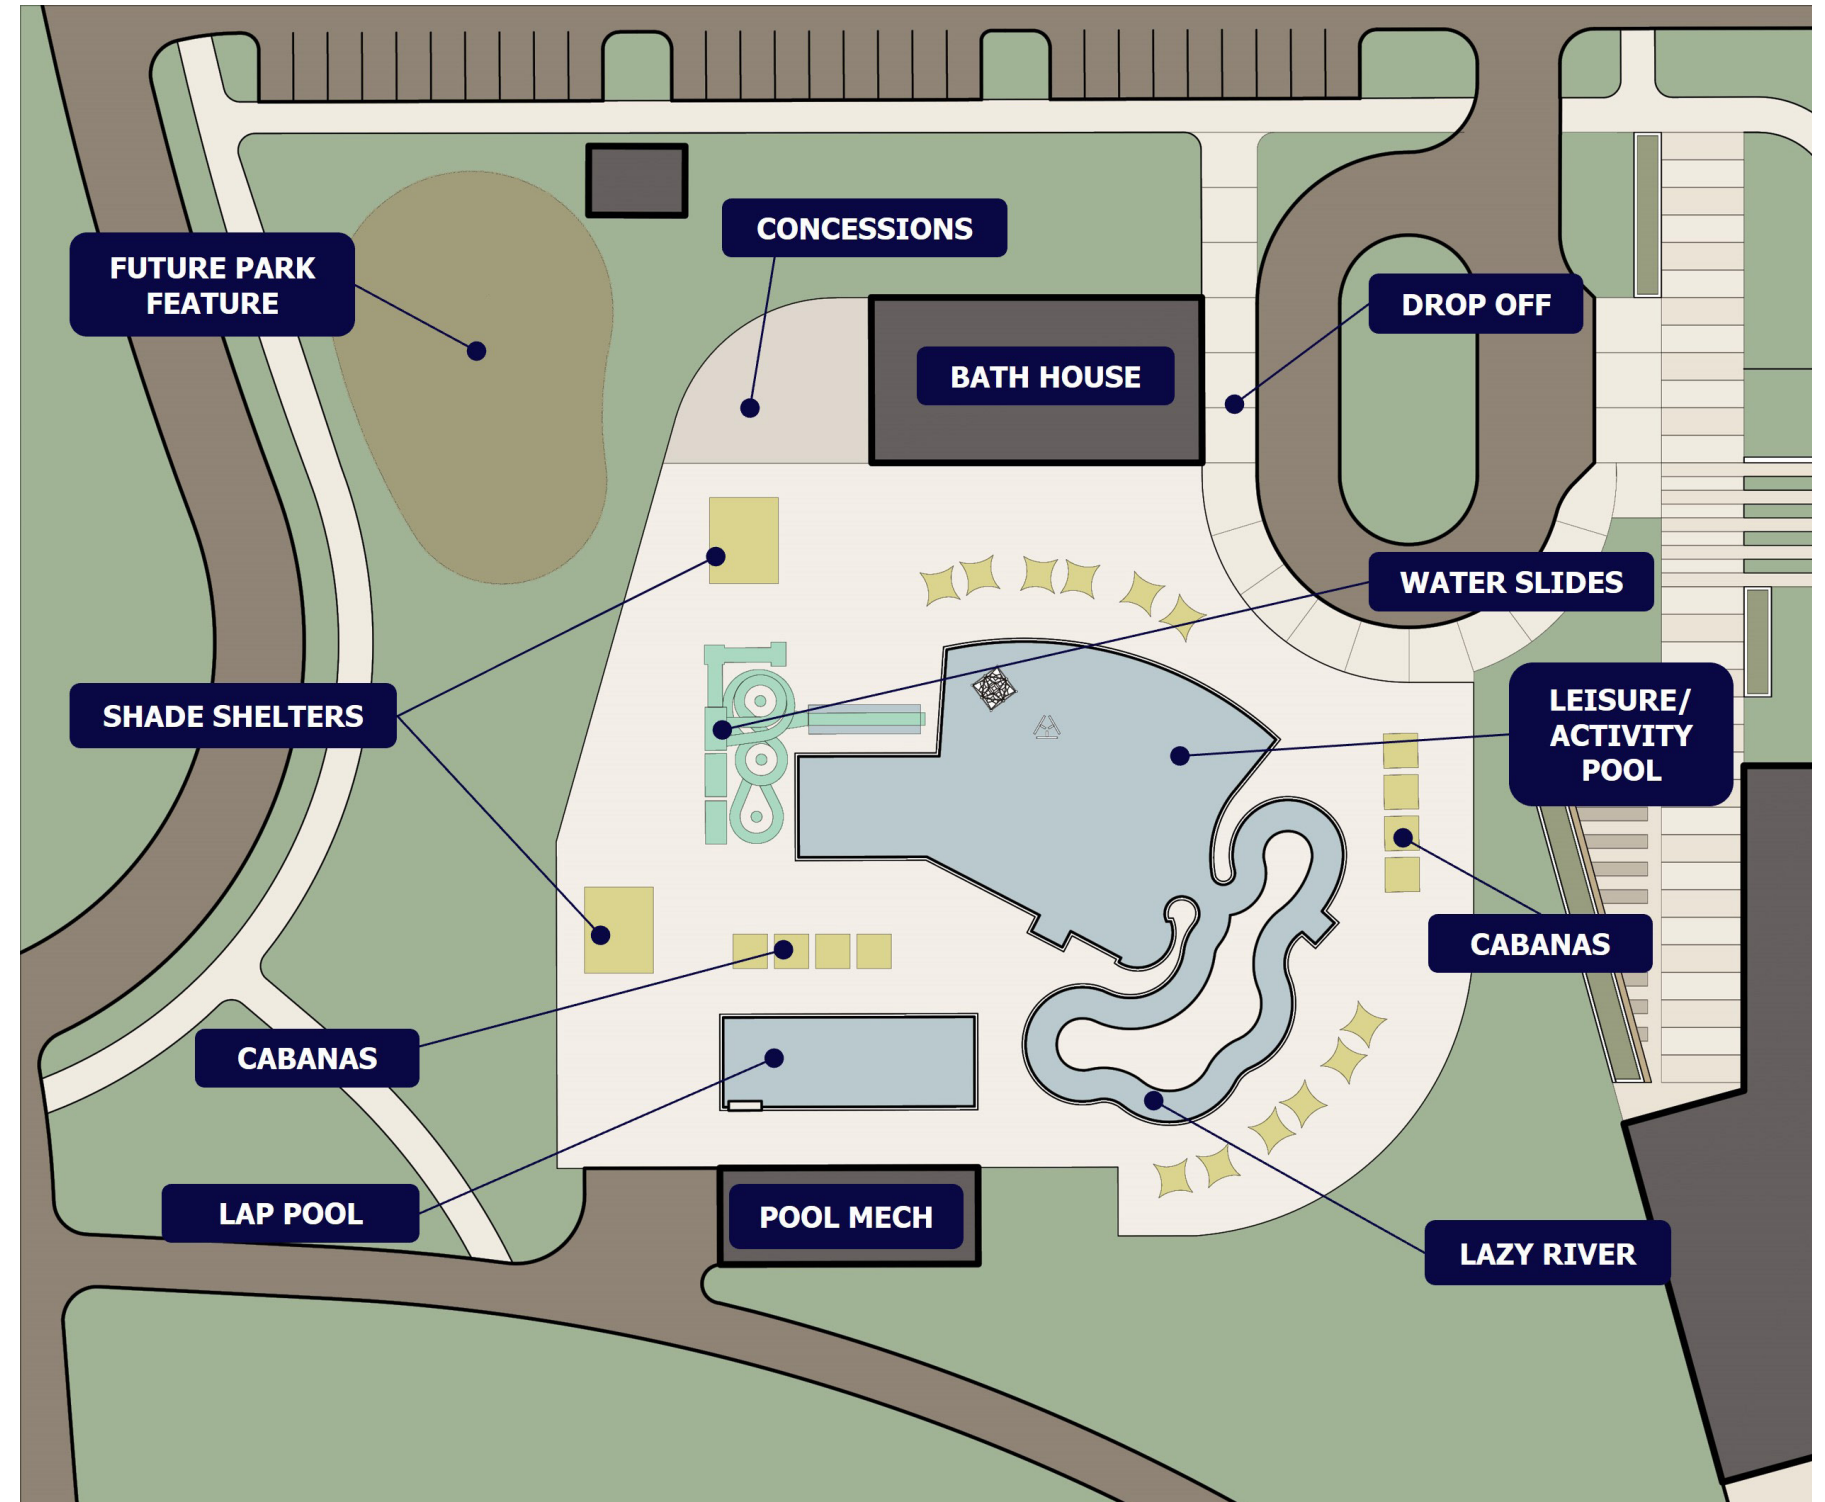 CONCESSIONS
FUTURE PARK
FEATURE
DROP OFF
BATH HOUSE
WATER SLIDES
SHADE SHELTERS
LEISURE/
ACTIVITY
POOL
CABANAS
CABANAS
LAP POOL
POOL MECH
LAZY RIVER